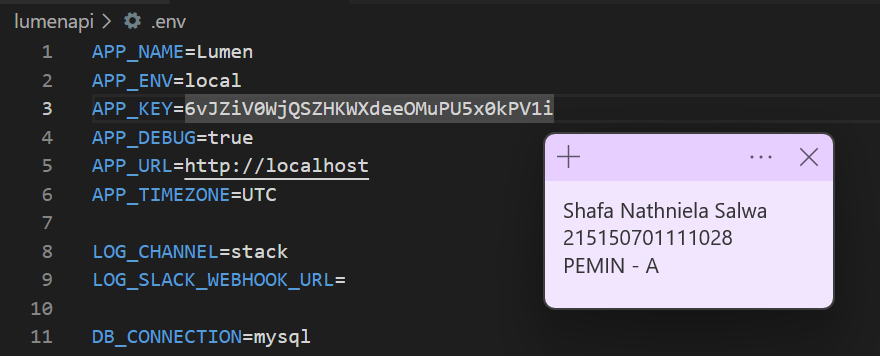 lumenapi > .env
1 APP_NAME=Lumen
2 APP_ENV=local
3 APP_KEY=6vJZiV0WjQSZHKWXdeeOMuPU5x0kPV1i
4 APP_DEBUG=true
5 APP_URL=http://localhost
6 APP_TIMEZONE=UTC
7
8 LOG_CHANNEL=stack
9 LOG_SLACK_WEBHOOK_URL=
10
11 DB_CONNECTION=mysql
Shafa Nathniela Salwa
215150701111028
PEMIN - A